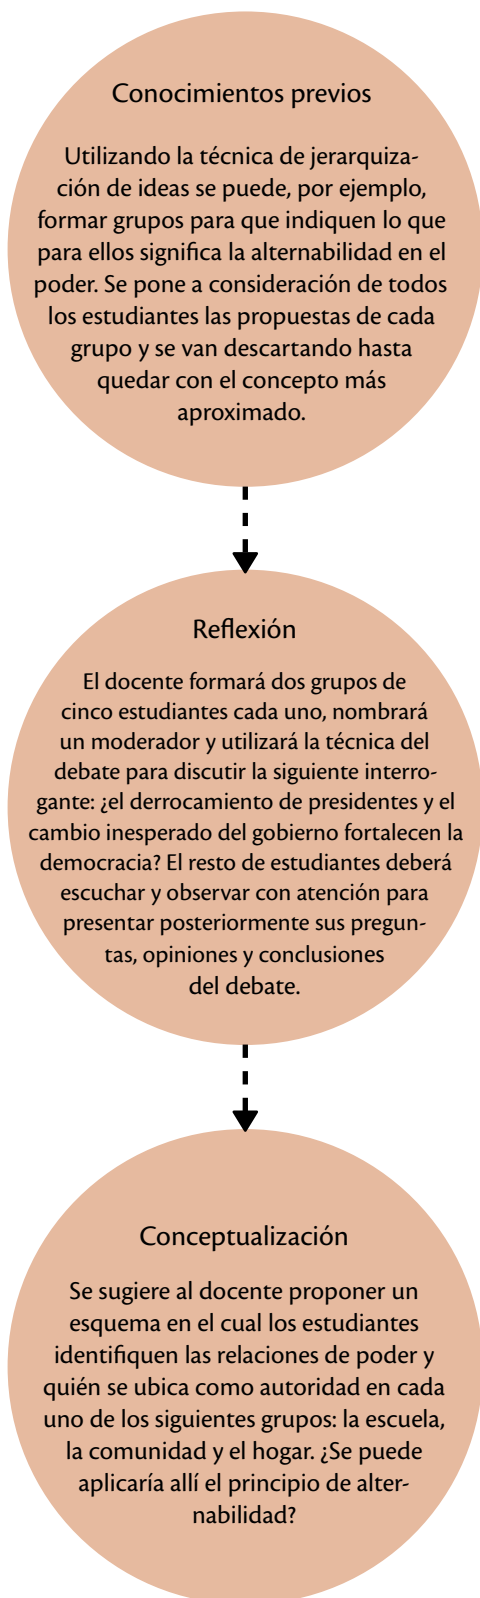 Conocimientos previos
Utilizando la técnica de jerarquiza-
ción de ideas se puede, por ejemplo,
formar grupos para que indiquen lo que
para ellos significa la alternabilidad en el
poder. Se pone a consideración de todos
los estudiantes las propuestas de cada
grupo y se van descartando hasta
quedar con el concepto más
aproximado.
Reflexión
El docente formará dos grupos de
cinco estudiantes cada uno, nombrará
un moderador y utilizará la técnica del
debate para discutir la siguiente interro-
gante: ¿el derrocamiento de presidentes y el
cambio inesperado del gobierno fortalecen la
democracia? El resto de estudiantes deberá
escuchar y observar con atención para
presentar posteriormente sus pregun-
tas, opiniones y conclusiones
del debate.
Conceptualización
Se sugiere al docente proponer un
esquema en el cual los estudiantes
identifiquen las relaciones de poder y
quién se ubica como autoridad en cada
uno de los siguientes grupos: la escuela,
la comunidad y el hogar. ¿Se puede
aplicaría allí el principio de alter-
nabilidad?